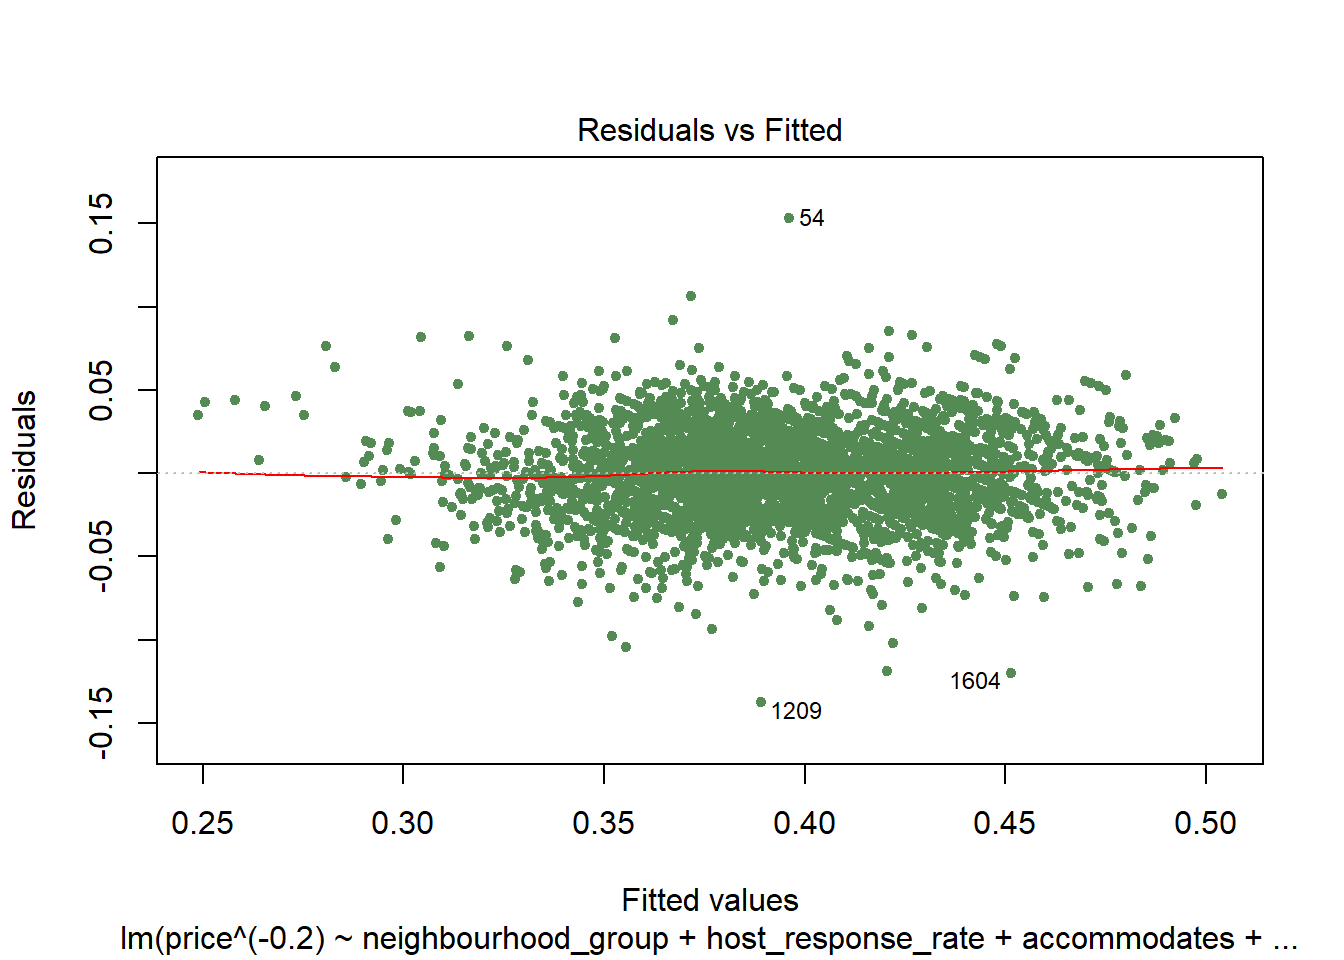 Residuals vs Fitted
0.15
0.05
-0.05
-0.15
Residuals
54
1604
1209
0.25 0.30 0.35 0.40 0.45 0.50
Fitted values
lm(price^(-0.2) ~ neighbourhood_group + host_response_rate + accommodates + ...